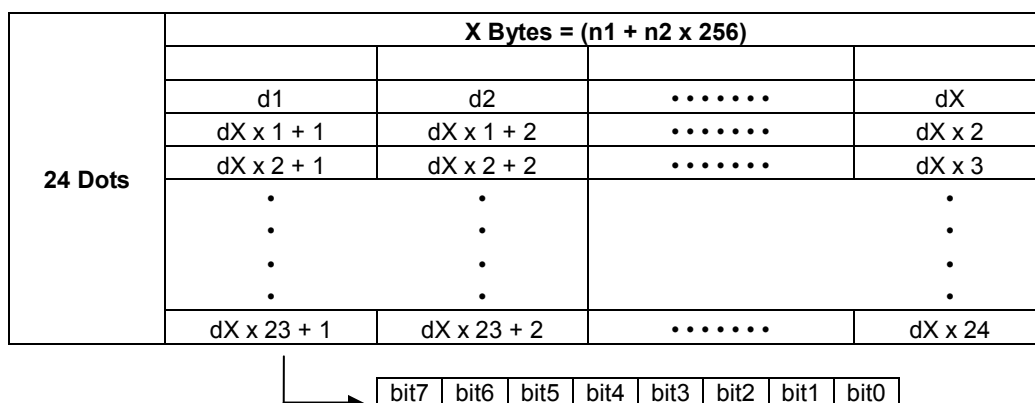 X Bytes = (n1 + n2 x 256)
d1 d2 ••••••• dX
dX x 1 + 1 dX x 1 + 2 ••••••• dX x 2
dX x 2 + 1 dX x 2 + 2 ••••••• dX x 3
24 Dots
• • •
• • •
• • •
• • •
dX x 23 + 1 dX x 23 + 2 ••••••• dX x 24
bit7 bit6 bit5 bit4 bit3 bit2 bit1 bit0